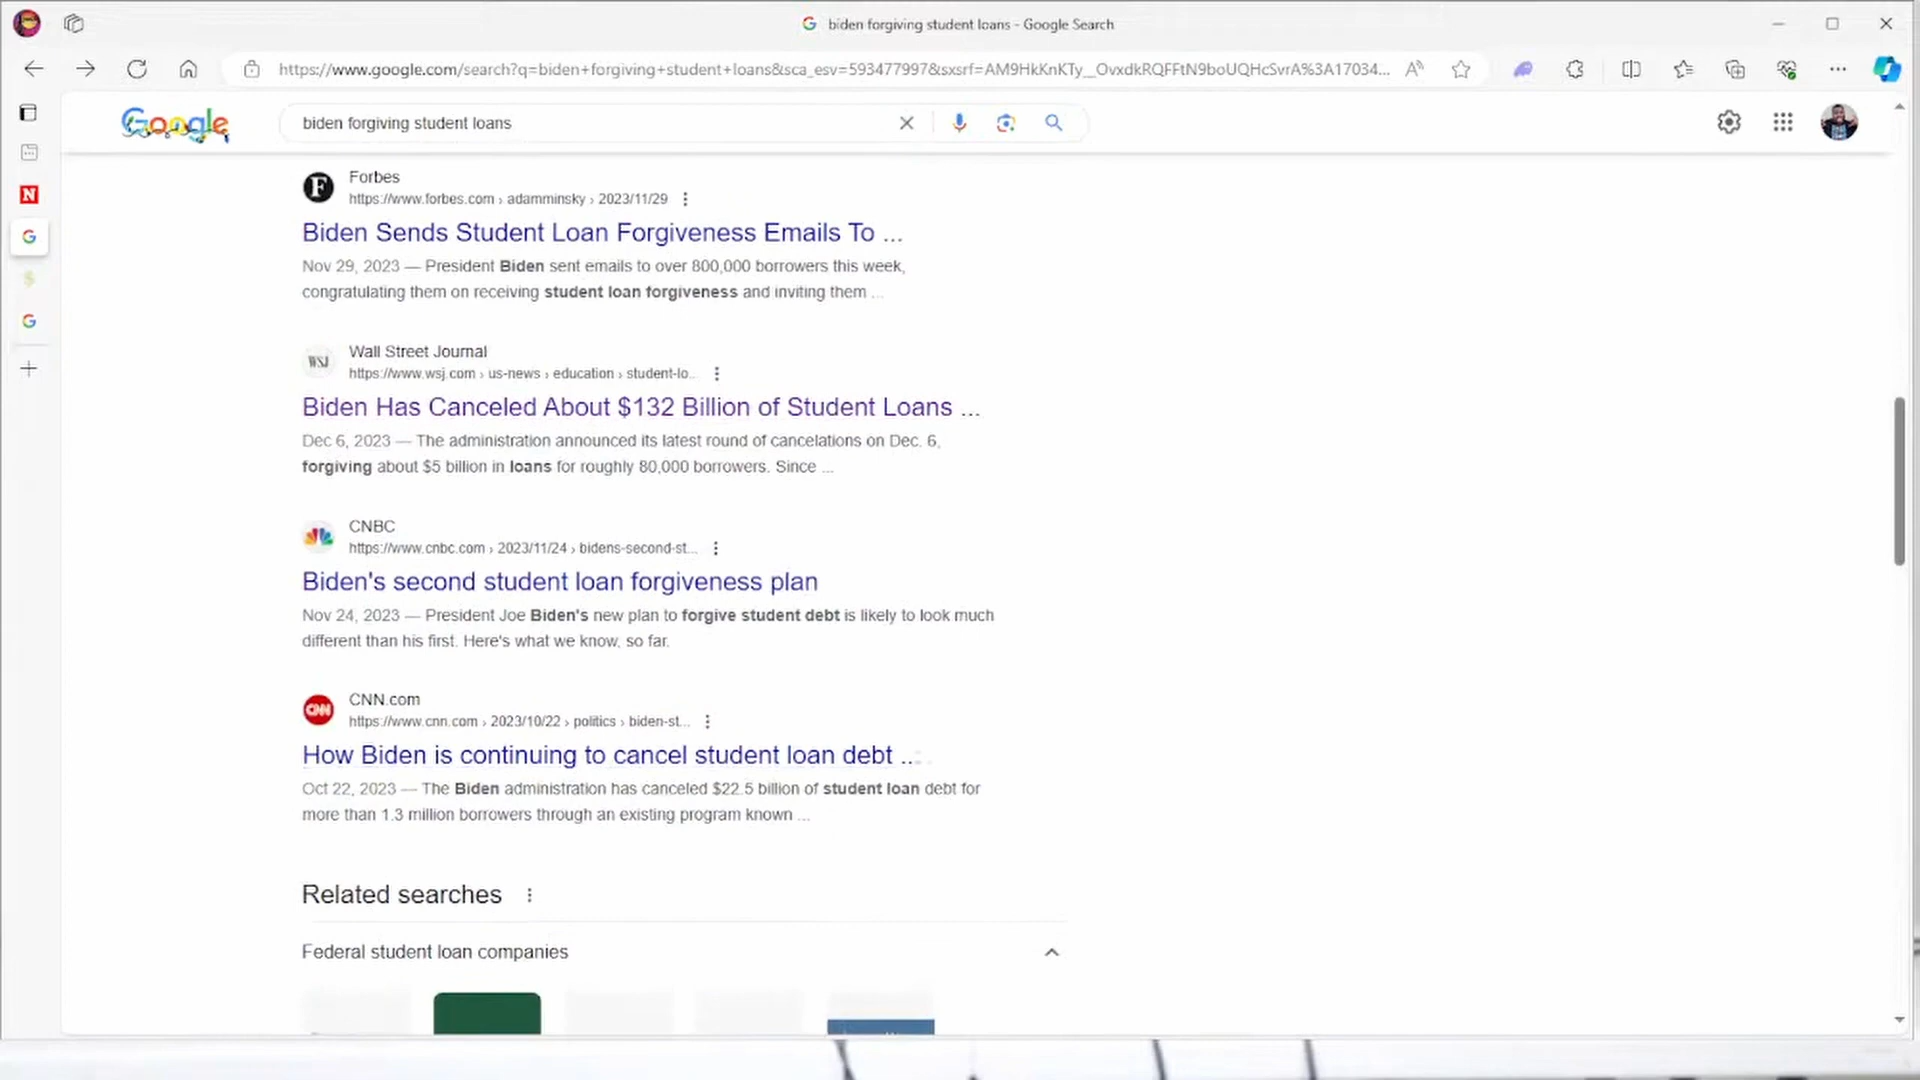 biden forgiving student loans - Google Search
https://www.google.com/search?q=biden+forgiving+student+loans&sca_esv=593477997&sxsrf=AM9HkKnKTy__OvxdkRQFFtN9boUQHcSvrA%3A17034...
Google
biden forgiving student loans
Forbes
https://www.forbes.com › adamminsky › 2023/11/29
Biden Sends Student Loan Forgiveness Emails To ...
Nov 29, 2023 — President Biden sent emails to over 800,000 borrowers this week,
congratulating them on receiving student loan forgiveness and inviting them ...
WSJ
Wall Street Journal
https://www.wsj.com › us-news › education › student-lo...
Biden Has Canceled About $132 Billion of Student Loans ...
Dec 6, 2023 — The administration announced its latest round of cancelations on Dec. 6,
forgiving about $5 billion in loans for roughly 80,000 borrowers. Since ...
CNBC
https://www.cnbc.com › 2023/11/24 › bidens-second-st...
Biden's second student loan forgiveness plan
Nov 24, 2023 — President Joe Biden's new plan to forgive student debt is likely to look much
different than his first. Here's what we know, so far.
CNN
CNN.com
https://www.cnn.com › 2023/10/22 › politics › biden-st...
How Biden is continuing to cancel student loan debt ...
Oct 22, 2023 — The Biden administration has canceled $22.5 billion of student loan debt for
more than 1.3 million borrowers through an existing program known ...
Related searches
Federal student loan companies